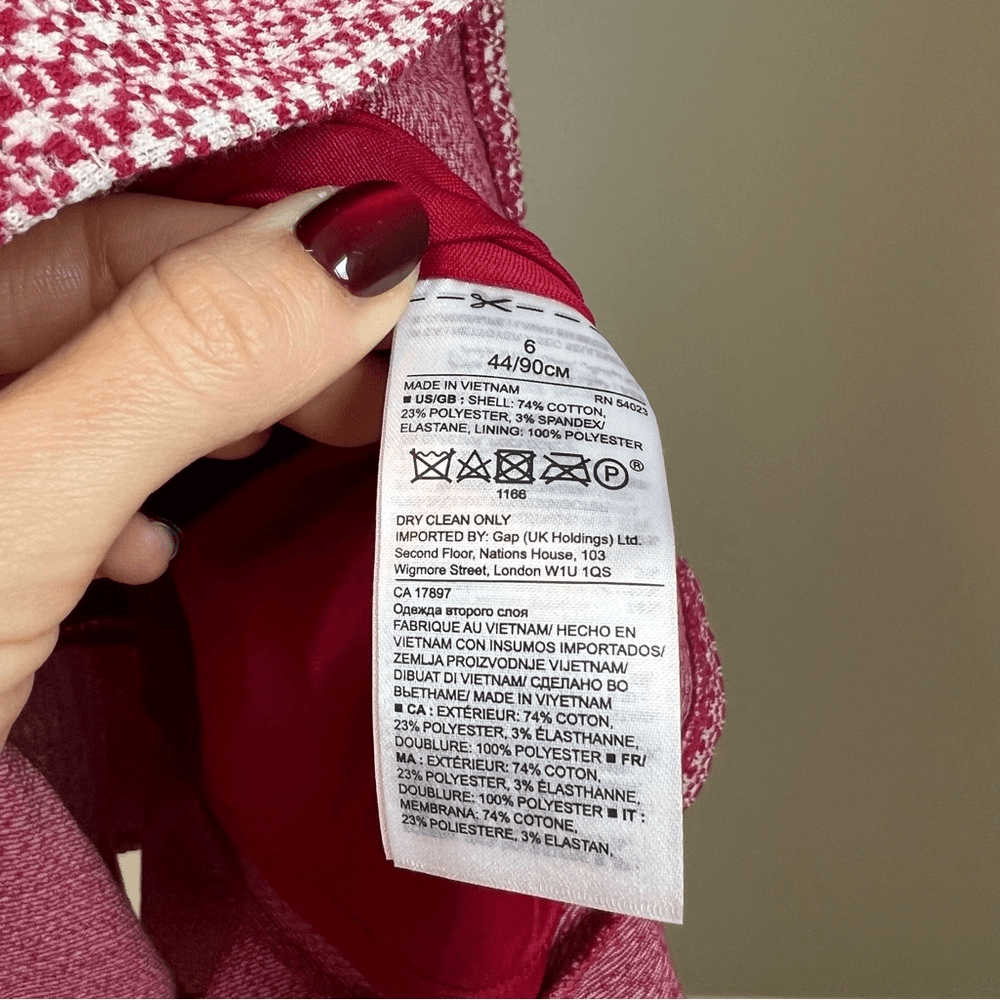 6
44/90CM
MADE IN VIETNAM RN 54023
■ US/GB : SHELL: 74% COTTON,
23% POLYESTER, 3% SPANDEX/
ELASTANE, LINING: 100% POLYESTER
P ®
1166
DRY CLEAN ONLY
IMPORTED BY: Gap (UK Holdings) Ltd.
Second Floor, Nations House, 103
Wigmore Street, London W1U 1QS
CA 17897
Одежда второго слоя
FABRIQUE AU VIETNAM/ HECHO EN
VIETNAM CON INSUMOS IMPORTADOS/
ZEMLJA PROIZVODNJE VIJETNAM/
DIBUAT DI VIETNAM/ СДЕЛАНО ВО
ВЬЕТНАМЕ/ MADE IN VIYETNAM
■ CA : EXTÉRIEUR: 74% COTON,
23% POLYESTER, 3% ÉLASTHANNE,
DOUBLURE: 100% POLYESTER ■ FR/
MA : EXTÉRIEUR: 74% COTON,
23% POLYESTER, 3% ÉLASTHANNE,
DOUBLURE: 100% POLYESTER ■ IT :
MEMBRANA: 74% COTONE,
23% POLIESTERE, 3% ELASTAN,